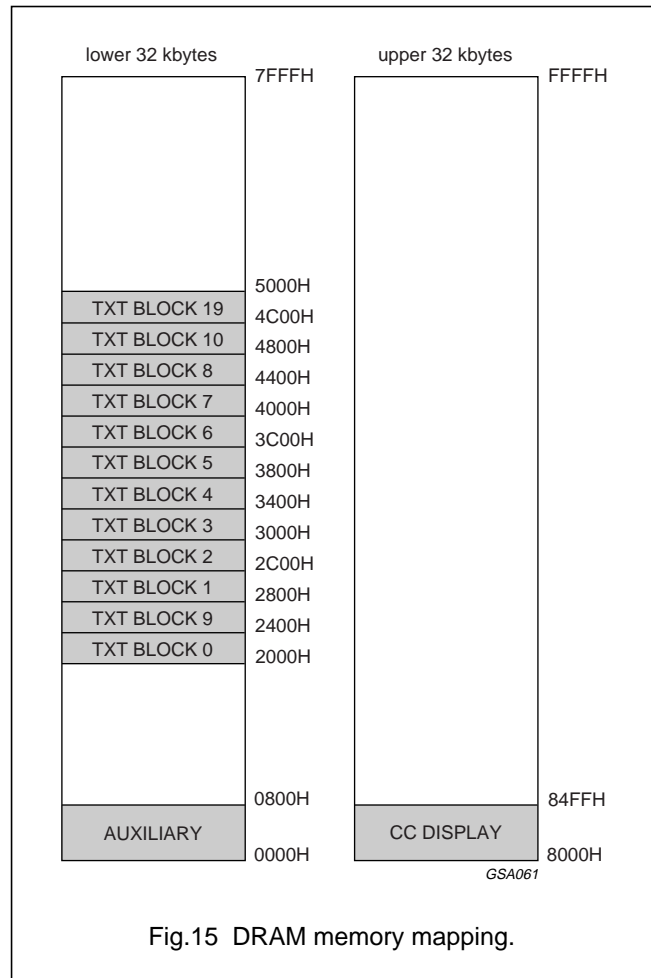 lower 32 kbytes
7FFFH
5000H
TXT BLOCK 19
4C00H
TXT BLOCK 10
4800H
TXT BLOCK 8
4400H
TXT BLOCK 7
4000H
TXT BLOCK 6
3C00H
TXT BLOCK 5
3800H
TXT BLOCK 4
3400H
TXT BLOCK 3
3000H
TXT BLOCK 2
2C00H
TXT BLOCK 1
2800H
TXT BLOCK 9
2400H
TXT BLOCK 0
2000H
0800H
AUXILIARY
0000H
upper 32 kbytes
FFFFH
84FFH
CC DISPLAY
8000H
GSA061
Fig.15 DRAM memory mapping.